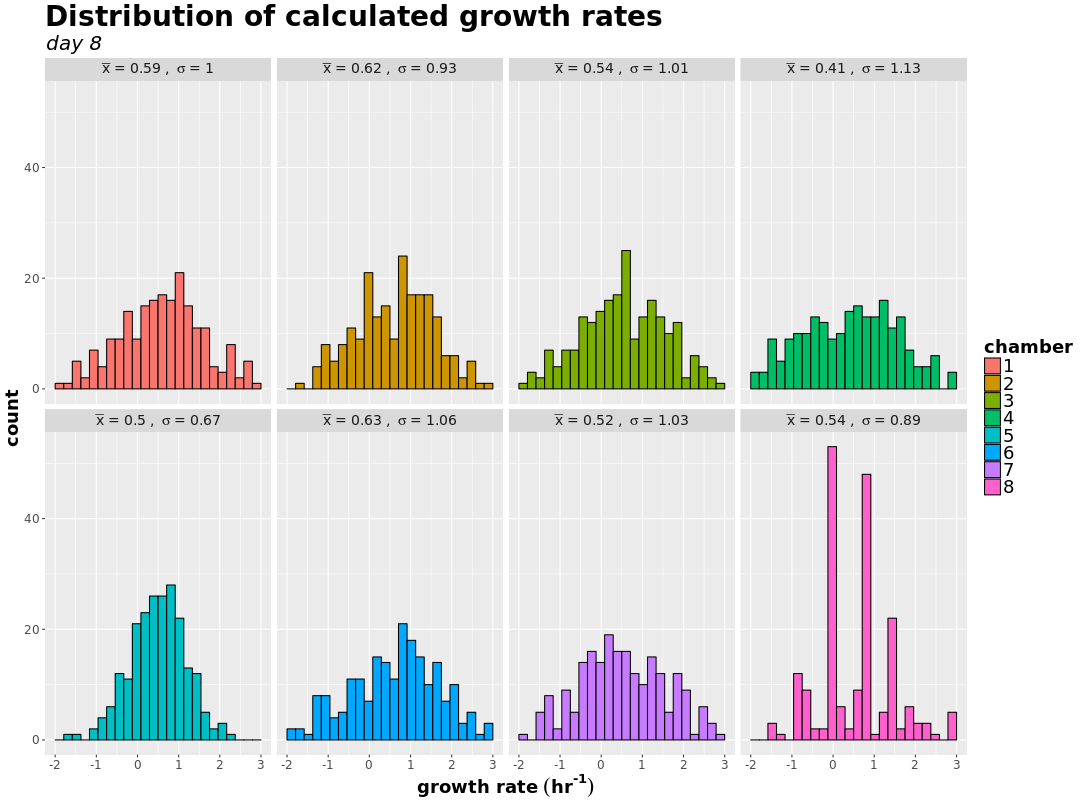 Distribution of calculated growth rates
day 8
x̅ = 0.59 , σ = 1
x̅ = 0.62 , σ = 0.93
x̅ = 0.54 , σ = 1.01
x̅ = 0.41 , σ = 1.13
40
20
0
chamber
1
2
3
4
5
6
7
8
count
x̅ = 0.5 , σ = 0.67
x̅ = 0.63 , σ = 1.06
x̅ = 0.52 , σ = 1.03
x̅ = 0.54 , σ = 0.89
40
20
0
-2 -1 0 1 2 3
-2 -1 0 1 2 3
-2 -1 0 1 2 3
-2 -1 0 1 2 3
growth rate (hr⁻¹)